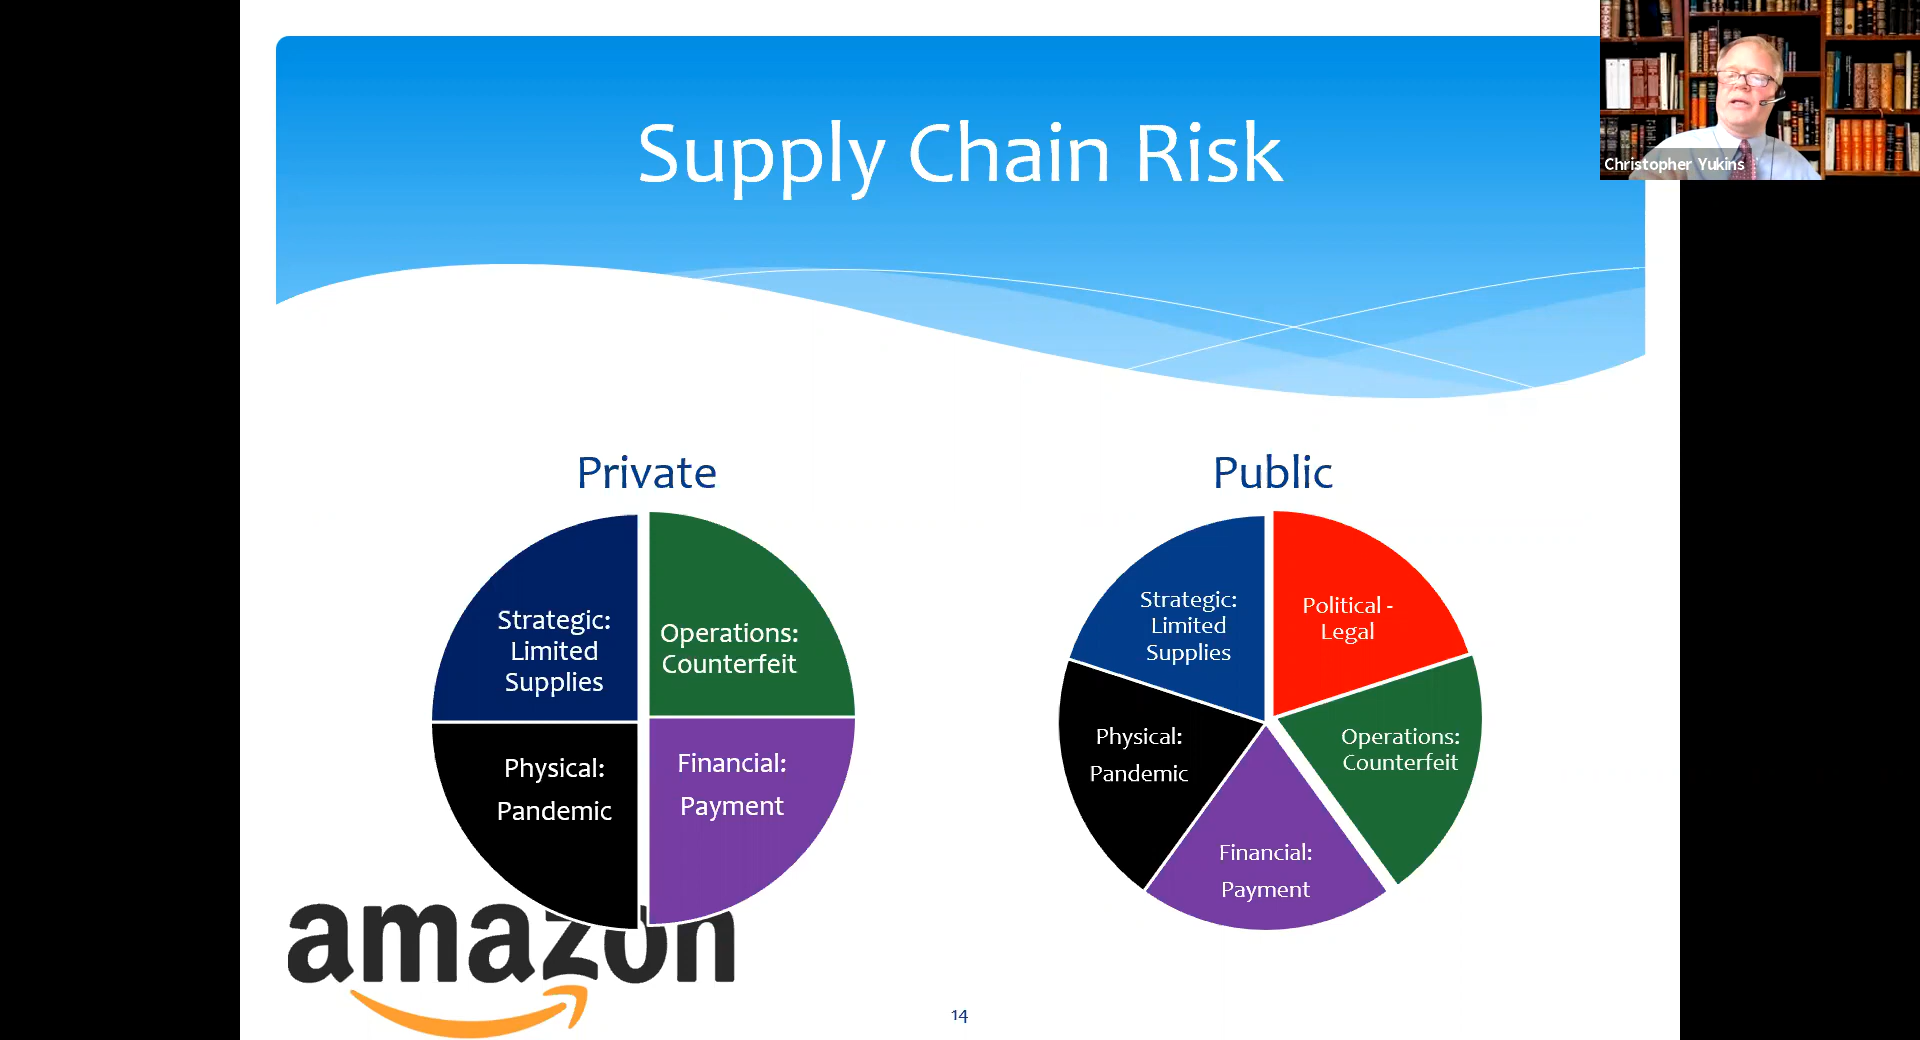 Supply Chain Risk
Christopher Yukins
Private
Public
Strategic:
Limited
Supplies
Operations:
Counterfeit
Physical:
Pandemic
Financial:
Payment
Strategic:
Limited
Supplies
Political -
Legal
Physical:
Pandemic
Operations:
Counterfeit
Financial:
Payment
amazon
14